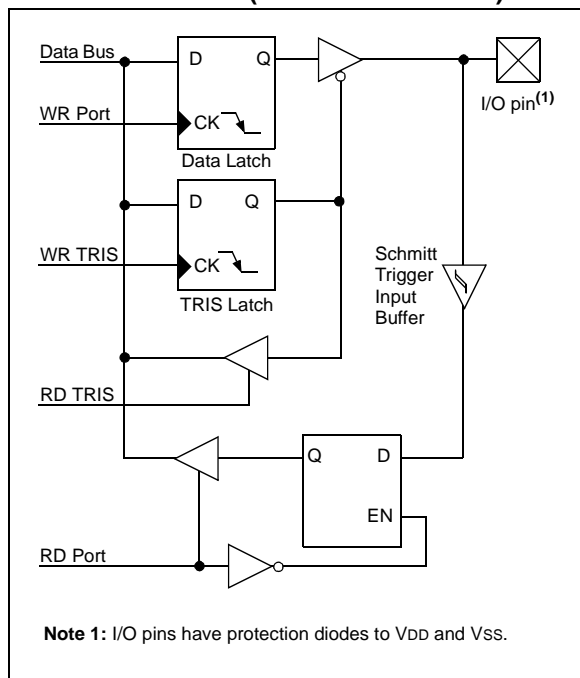 Data Bus
D Q
WR Port
CK
Data Latch
I/O pin(1)
D Q
WR TRIS
CK
TRIS Latch
Schmitt
Trigger
Input
Buffer
RD TRIS
Q D
EN
RD Port
Note 1: I/O pins have protection diodes to VDD and VSS.